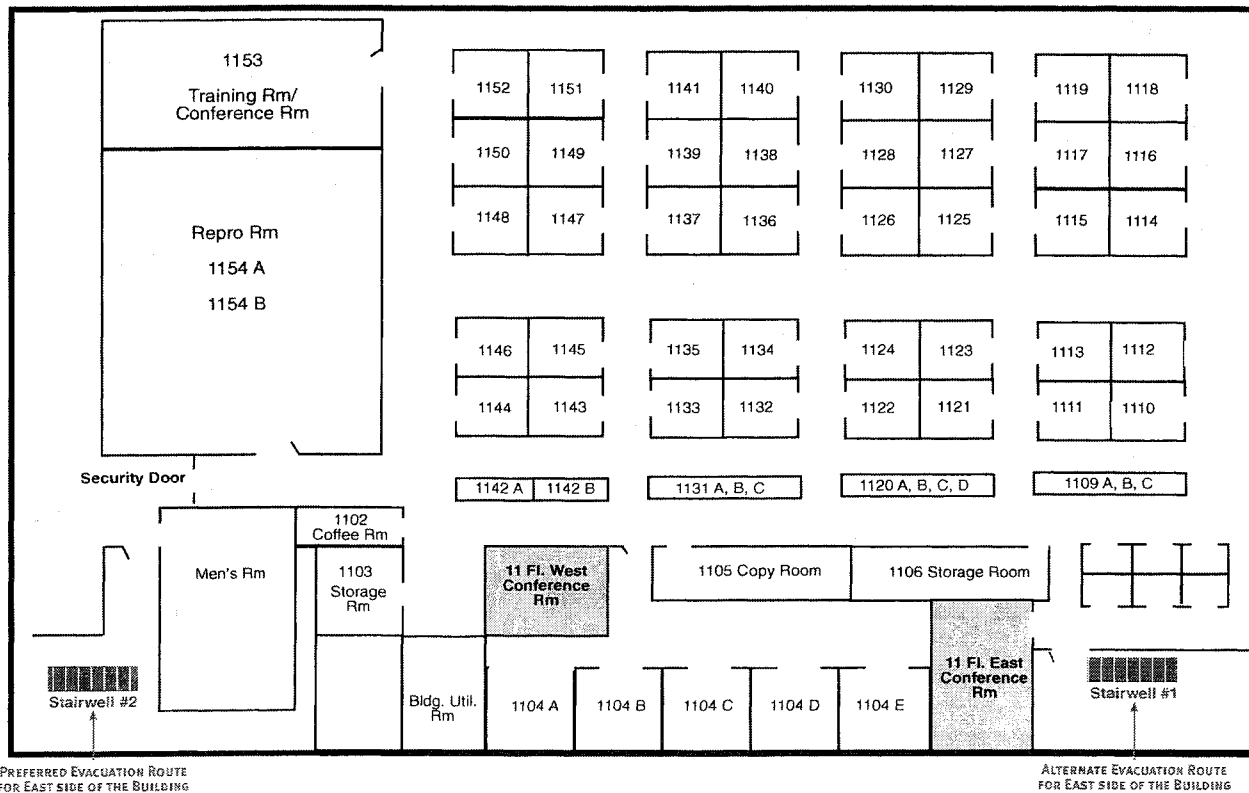 1153
Training Rm/
Conference Rm
Repro Rm
1154 A
1154 B
1152 1151 1141 1140 1130 1129 1119 1118
1150 1149 1139 1138 1128 1127 1117 1116
1148 1147 1137 1136 1126 1125 1115 1114
1146 1145 1135 1134 1124 1123 1113 1112
1144 1143 1133 1132 1122 1121 1111 1110
Security Door
1142 A 1142 B 1131 A, B, C 1120 A, B, C, D 1109 A, B, C
1102
Coffee Rm
Men's Rm
1103
Storage
Rm
11 Fl. West
Conference
Rm
1105 Copy Room
1106 Storage Room
Stairwell #2
Bldg. Util.
Rm
1104 A 1104 B 1104 C 1104 D 1104 E
11 Fl. East
Conference
Rm
Stairwell #1
PREFERRED EVACUATION ROUTE
FOR EAST SIDE OF THE BUILDING
ALTERNATE EVACUATION ROUTE
FOR EAST SIDE OF THE BUILDING